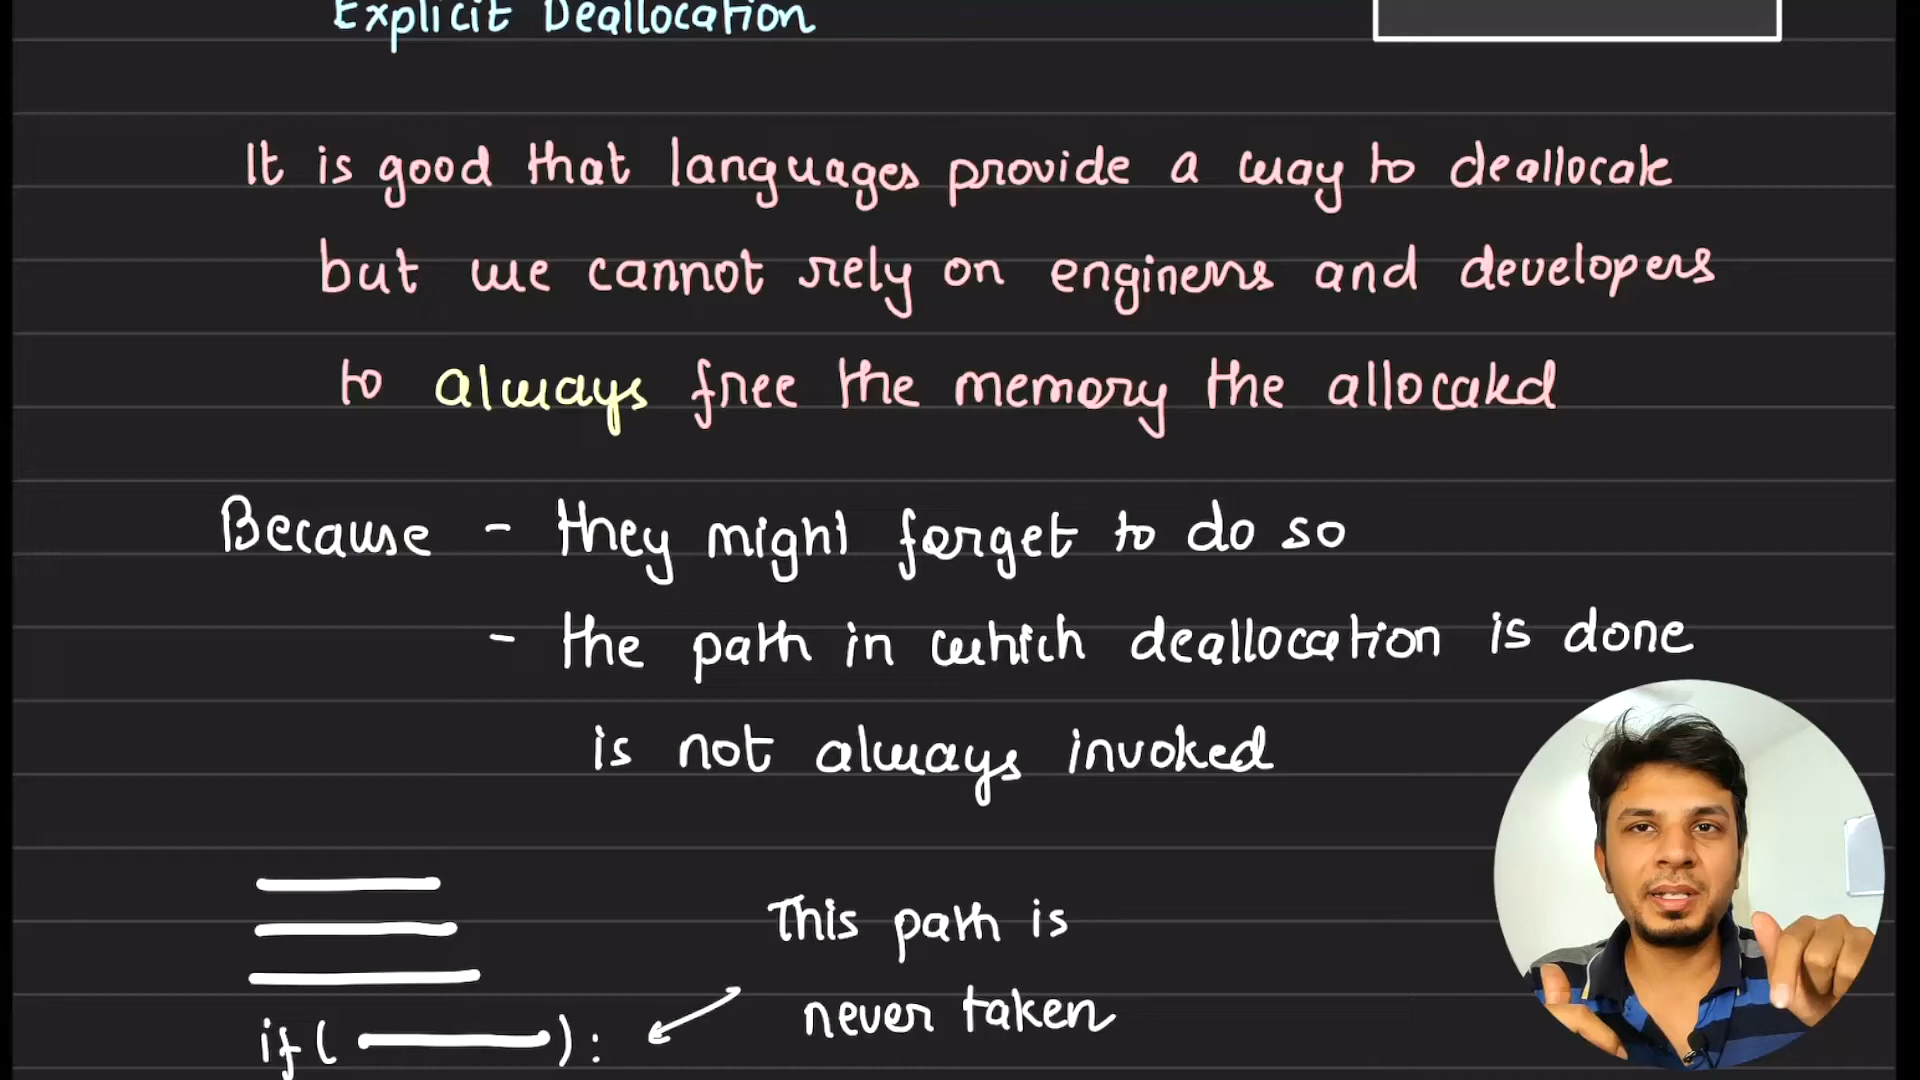 Explicit Deallocation
It is good that languages provide a way to deallocate
but we cannot rely on engineers and developers
to always free the memory the allocated
Because - they might forget to do so
- the path in which deallocation is done
is not always invoked
This path is
never taken
if ( ) :